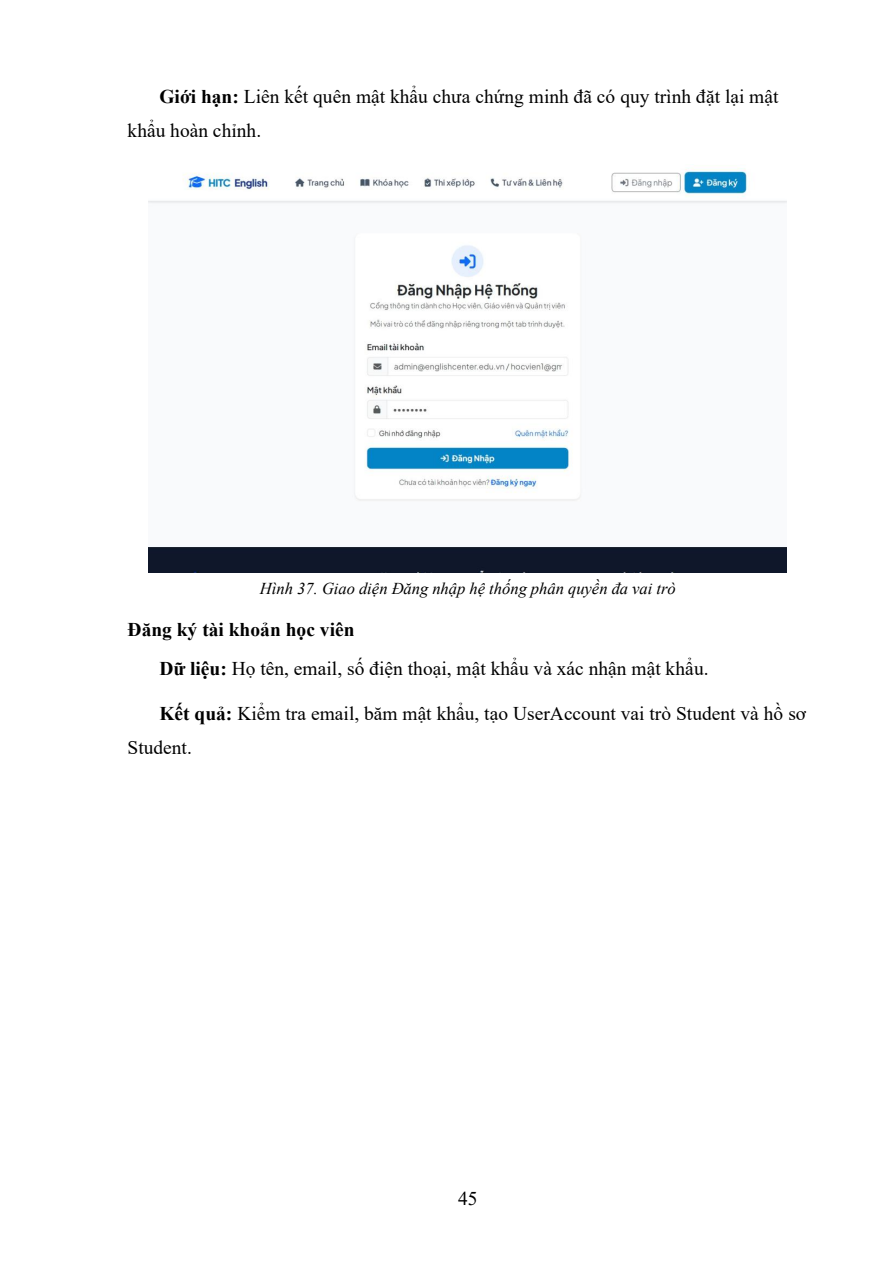 Giới hạn: Liên kết quên mật khẩu chưa chứng minh đã có quy trình đặt lại mật
khẩu hoàn chỉnh.
HITC English Trang chủ Khóa học Thi xếp lớp Tư vấn & Liên hệ Đăng nhập Đăng ký
Đăng Nhập Hệ Thống
Cổng thông tin dành cho Học viên, Giáo viên và Quản trị viên
Mỗi vai trò có thể đăng nhập riêng trong một tab trình duyệt.
Email tài khoản
admin@englishcenter.edu.vn / hocvien1@gm
Mật khẩu
••••••••
Ghi nhớ đăng nhập Quên mật khẩu?
Đăng Nhập
Chưa có tài khoản học viên? Đăng ký ngay
Hình 37. Giao diện Đăng nhập hệ thống phân quyền đa vai trò
Đăng ký tài khoản học viên
Dữ liệu: Họ tên, email, số điện thoại, mật khẩu và xác nhận mật khẩu.
Kết quả: Kiểm tra email, băm mật khẩu, tạo UserAccount vai trò Student và hồ sơ
Student.
45